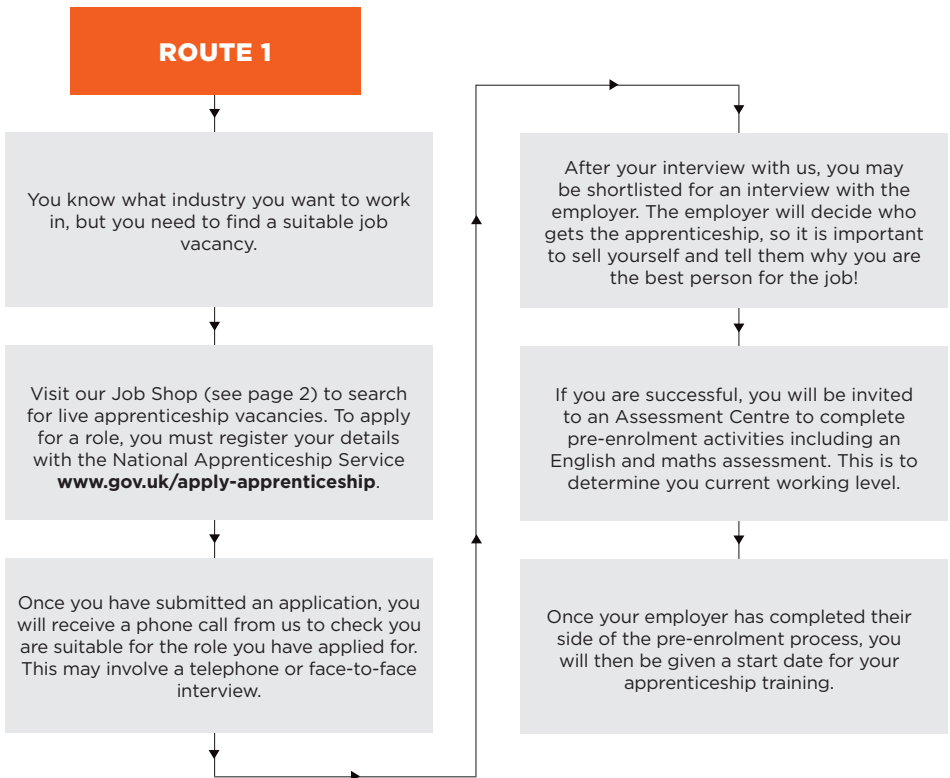 ROUTE 1
You know what industry you want to work
in, but you need to find a suitable job
vacancy.
Visit our Job Shop (see page 2) to search
for live apprenticeship vacancies. To apply
for a role, you must register your details
with the National Apprenticeship Service
www.gov.uk/apply-apprenticeship.
Once you have submitted an application, you
will receive a phone call from us to check you
are suitable for the role you have applied for.
This may involve a telephone or face-to-face
interview.
After your interview with us, you may
be shortlisted for an interview with the
employer. The employer will decide who
gets the apprenticeship, so it is important
to sell yourself and tell them why you are
the best person for the job!
If you are successful, you will be invited
to an Assessment Centre to complete
pre-enrolment activities including an
English and maths assessment. This is to
determine you current working level.
Once your employer has completed their
side of the pre-enrolment process, you
will then be given a start date for your
apprenticeship training.